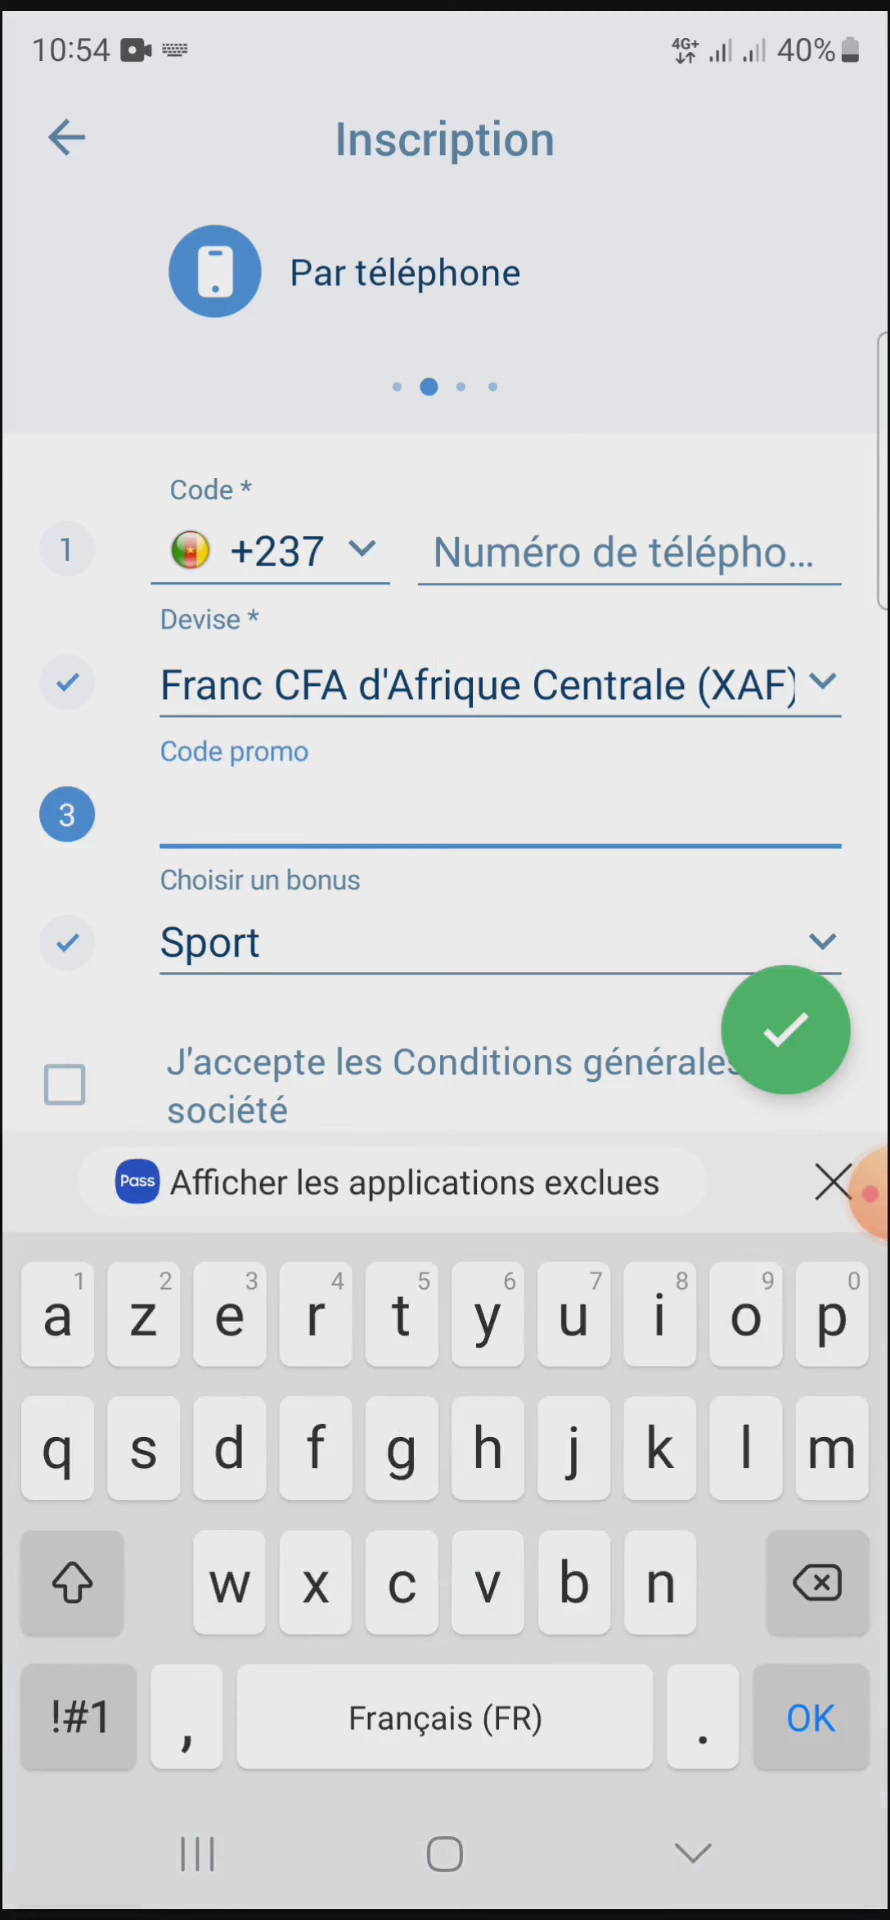 10:54 4G+ 40%
Inscription
Par téléphone
Code *
1 +237 Numéro de télépho...
Devise *
Franc CFA d'Afrique Centrale (XAF)
Code promo
3
Choisir un bonus
Sport
J'accepte les Conditions générales
société
Pass Afficher les applications exclues
1 2 3 4 5 6 7 8 9 0
a z e r t y u i o p
q s d f g h j k l m
w x c v b n
!#1 , Français (FR) . OK